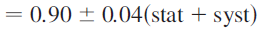 = 0.90 ± 0.04(stat + syst)